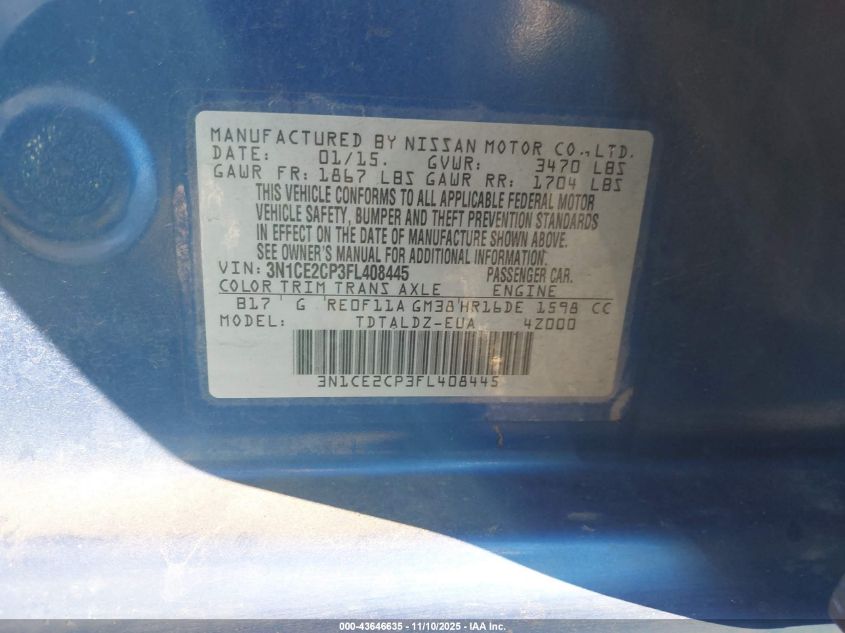 MANUFACTURED BY NISSAN MOTOR CO., LTD.
DATE: 01/15. GVWR: 3470 LBS
GAWR FR: 1867 LBS GAWR RR: 1704 LBS
THIS VEHICLE CONFORMS TO ALL APPLICABLE FEDERAL MOTOR
VEHICLE SAFETY, BUMPER AND THEFT PREVENTION STANDARDS
IN EFFECT ON THE DATE OF MANUFACTURE SHOWN ABOVE.
SEE OWNER'S MANUAL FOR ADDITIONAL INFORMATION.
VIN: 3N1CE2CP3FL408445 PASSENGER CAR.
COLOR TRIM TRANS AXLE ENGINE
B17 G RE0F11A GM38 HR16DE 1598 CC
MODEL: TDTALDZ-EUA 4Z000
3N1CE2CP3FL408445
000-43646635 - 11/10/2025 - IAA Inc.